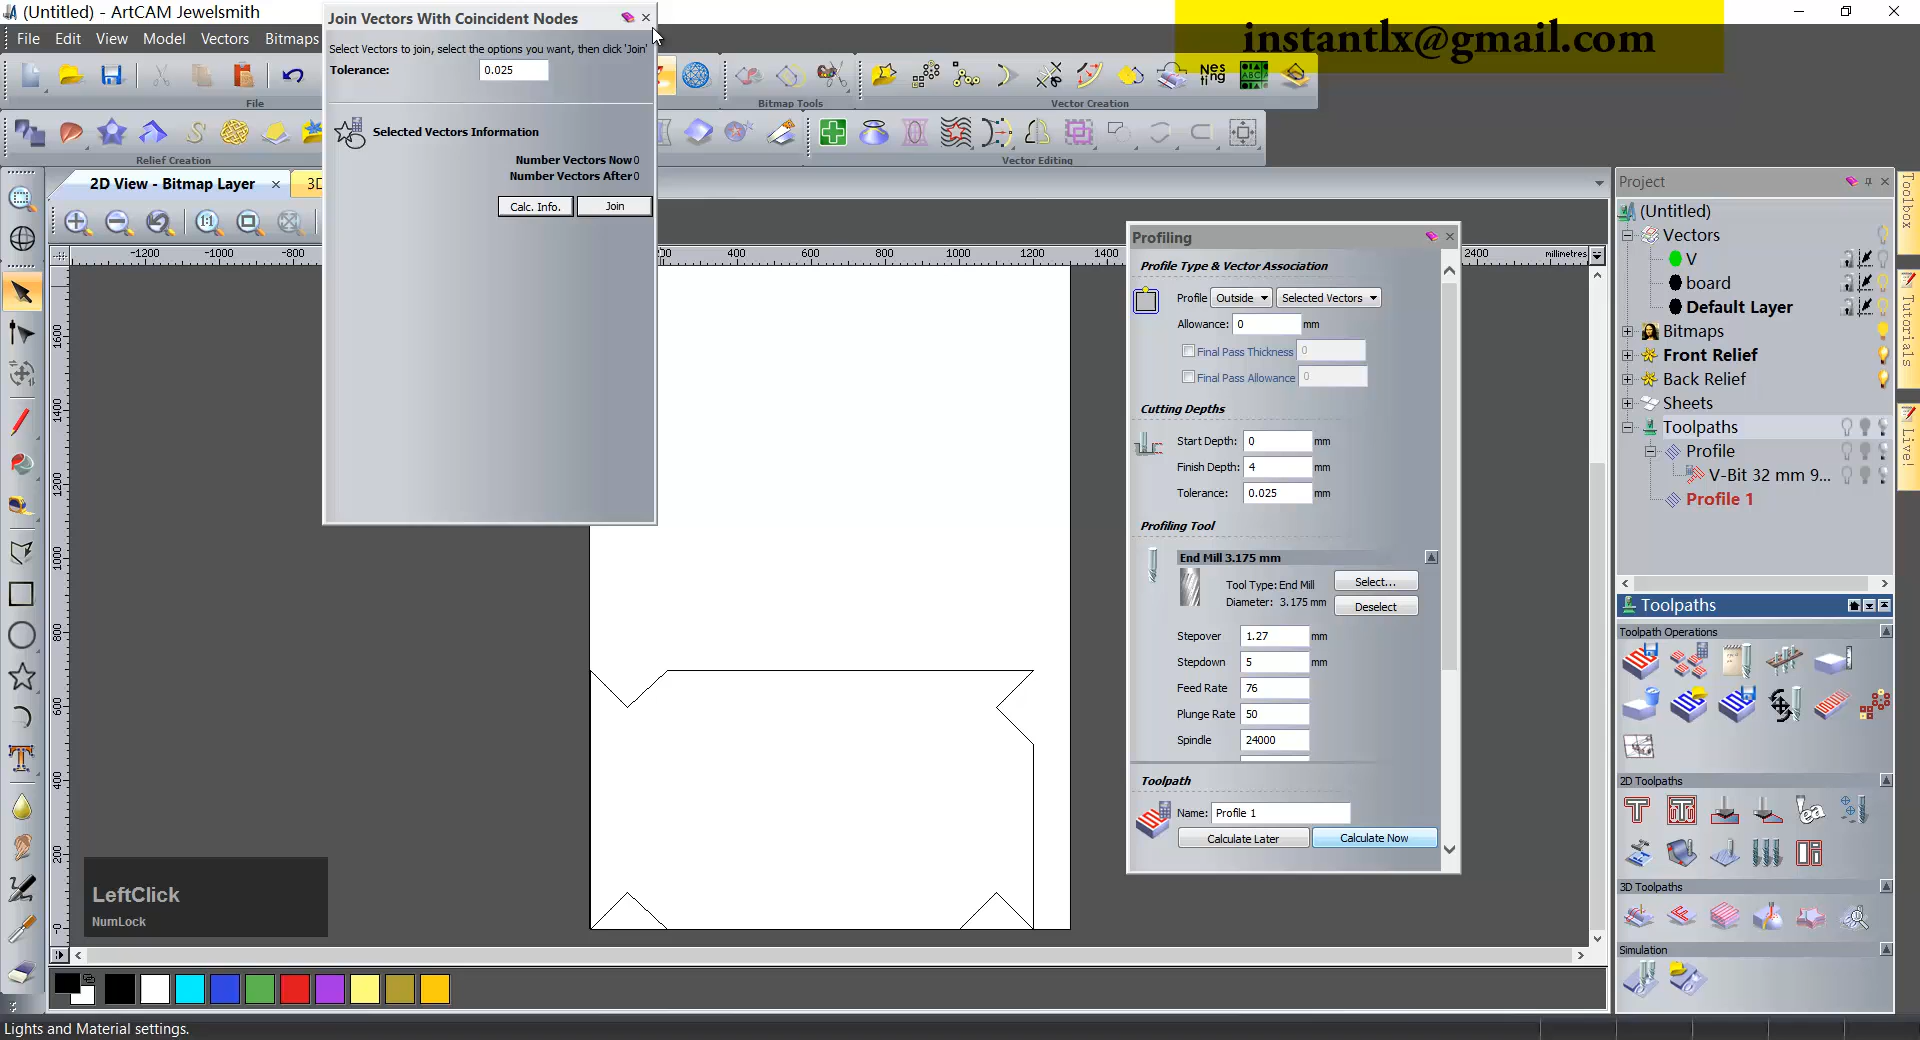 (Untitled) - ArtCAM Jewelsmith
File Edit View Model Vectors Bitmaps
instantlx@gmail.com
Join Vectors With Coincident Nodes
Select Vectors to join, select the options you want, then click 'Join'
Tolerance: 0.025
Selected Vectors Information
Number Vectors Now 0
Number Vectors After 0
Calc. Info. Join
File
Bitmap Tools
Vector Creation
Nes
ting
ABC
Relief Creation
Vector Editing
2D View - Bitmap Layer
3D
1:1
-1200 -1000 -800 200 400 600 800 1000 1200 1400 2400 millimetres
1600
1400
1200
1000
800
600
400
200
-0
Profiling
Profile Type & Vector Association
Profile Outside Selected Vectors
Allowance: 0 mm
Final Pass Thickness 0
Final Pass Allowance 0
Cutting Depths
Start Depth: 0 mm
Finish Depth: 4 mm
Tolerance: 0.025 mm
Profiling Tool
End Mill 3.175 mm
Tool Type: End Mill
Diameter: 3.175 mm
Select...
Deselect
Stepover 1.27 mm
Stepdown 5 mm
Feed Rate 76
Plunge Rate 50
Spindle 24000
Toolpath
Name: Profile 1
Calculate Later Calculate Now
Project
(Untitled)
Vectors
V
board
Default Layer
Bitmaps
Front Relief
Back Relief
Sheets
Toolpaths
Profile
V-Bit 32 mm 9...
Profile 1
Toolbox
Tutorials
Live!
Toolpaths
Toolpath Operations
2D Toolpaths
3D Toolpaths
Simulation
LeftClick
NumLock
Lights and Material settings.